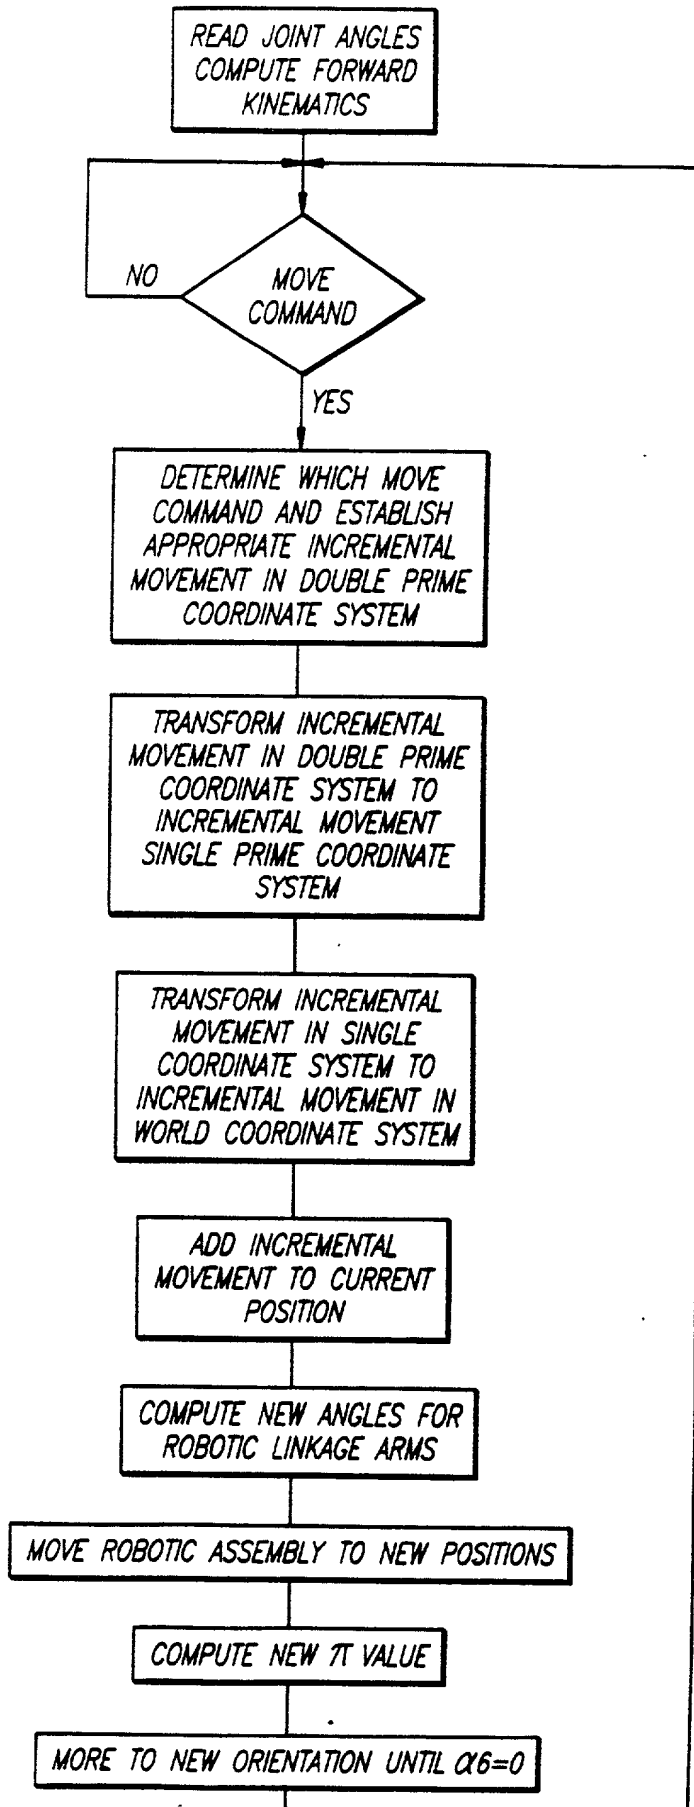 READ JOINT ANGLES
COMPUTE FORWARD
KINEMATICS
NO
MOVE
COMMAND
YES
DETERMINE WHICH MOVE
COMMAND AND ESTABLISH
APPROPRIATE INCREMENTAL
MOVEMENT IN DOUBLE PRIME
COORDINATE SYSTEM
TRANSFORM INCREMENTAL
MOVEMENT IN DOUBLE PRIME
COORDINATE SYSTEM TO
INCREMENTAL MOVEMENT
SINGLE PRIME COORDINATE
SYSTEM
TRANSFORM INCREMENTAL
MOVEMENT IN SINGLE
COORDINATE SYSTEM TO
INCREMENTAL MOVEMENT IN
WORLD COORDINATE SYSTEM
ADD INCREMENTAL
MOVEMENT TO CURRENT
POSITION
COMPUTE NEW ANGLES FOR
ROBOTIC LINKAGE ARMS
MOVE ROBOTIC ASSEMBLY TO NEW POSITIONS
COMPUTE NEW π VALUE
MORE TO NEW ORIENTATION UNTIL α6=0